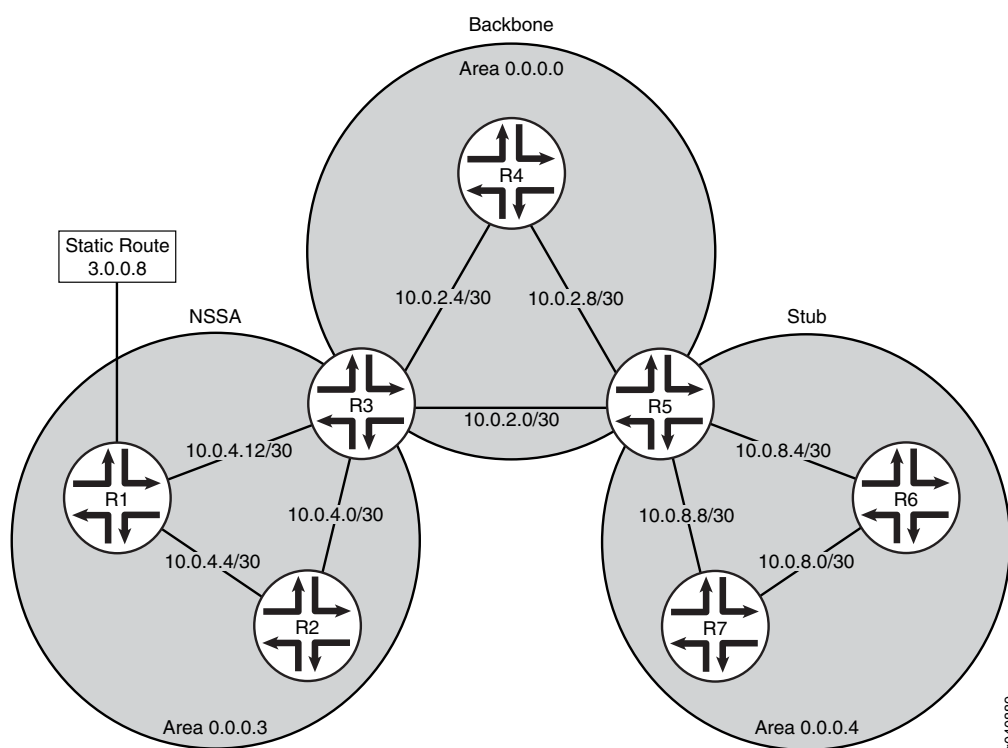 Backbone
Area 0.0.0.0
R4
Static Route
3.0.0.8
10.0.2.4/30
10.0.2.8/30
NSSA
Stub
R3
R5
10.0.2.0/30
10.0.4.12/30
10.0.8.4/30
R1
R6
10.0.4.0/30
10.0.8.8/30
10.0.4.4/30
10.0.8.0/30
R2
R7
Area 0.0.0.3
Area 0.0.0.4